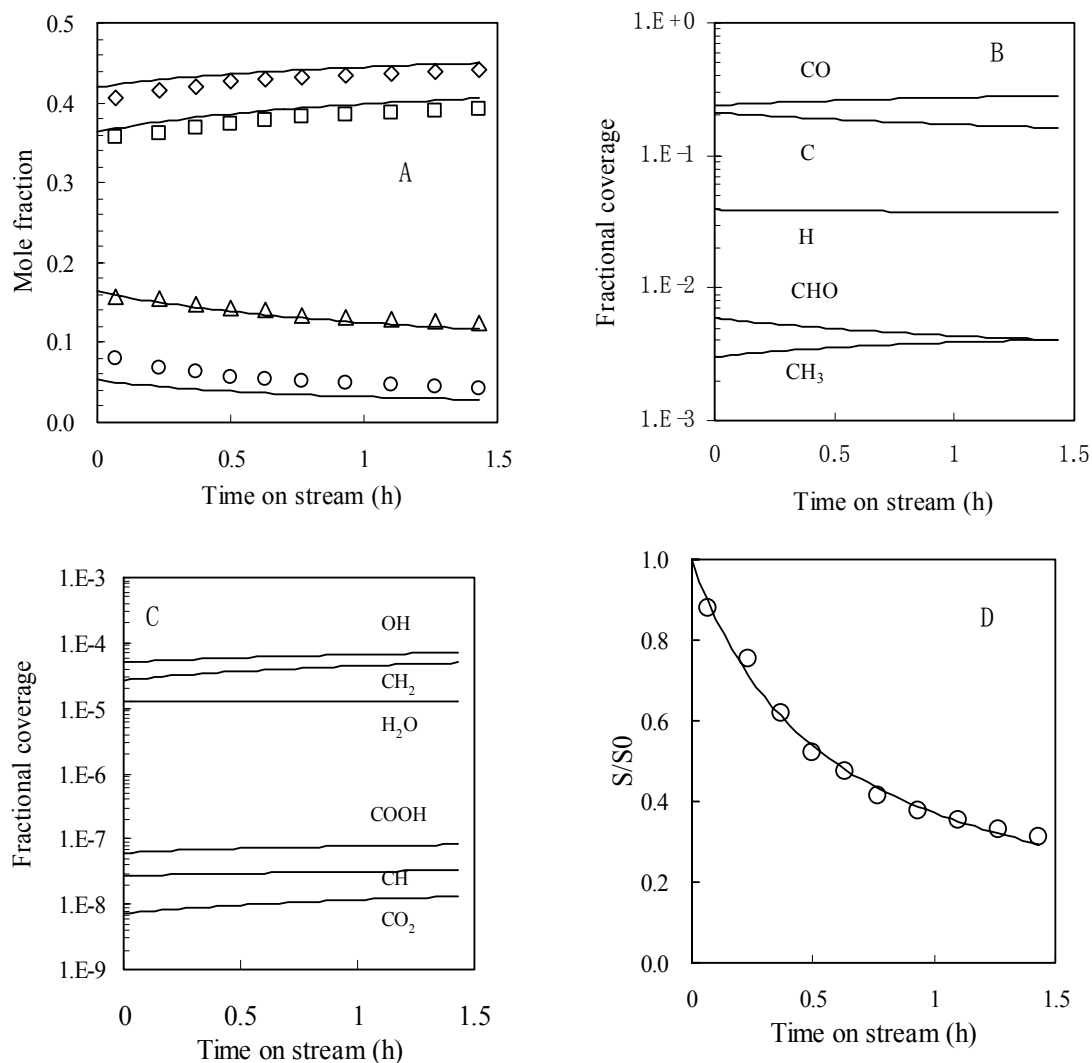 0.5
0.4
0.3
0.2
0.1
0.0
Mole fraction
A
0
0.5
1
1.5
Time on stream (h)
1.E+0
1.E-1
1.E-2
1.E-3
Fractional coverage
B
CO
C
H
CHO
CH₃
0
0.5
1
1.5
Time on stream (h)
1.E-3
1.E-4
1.E-5
1.E-6
1.E-7
1.E-8
1.E-9
Fractional coverage
C
OH
CH₂
H₂O
COOH
CH
CO₂
0
0.5
1
1.5
Time on stream (h)
1.0
0.8
0.6
0.4
0.2
0.0
S/S0
D
0
0.5
1
1.5
Time on stream (h)